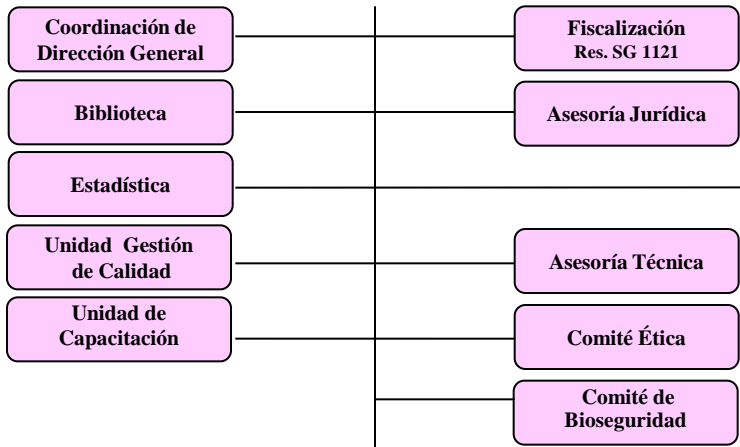 Coordinación de
Dirección General
Fiscalización
Res. SG 1121
Biblioteca
Asesoría Jurídica
Estadística
Unidad Gestión
de Calidad
Asesoría Técnica
Unidad de
Capacitación
Comité Ética
Comité de
Bioseguridad